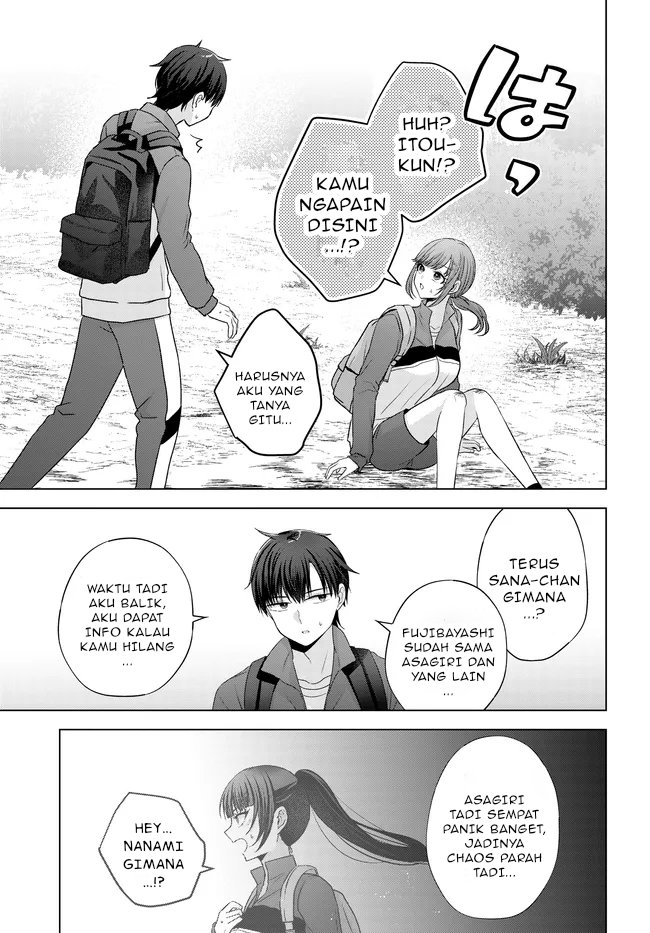 は、
HUH?
ITOU-
KUN!?
KAMU
NGAPAIN
DISINI
...!?
HARUSNYA
AKU YANG
TANYA
GITU...
TERUS
SANA-CHAN
GIMANA
....?
FUJIBAYASHI
SUDAH SAMA
ASAGIRI DAN
YANG LAIN
...
WAKTU TADI
AKU BALIK,
AKU DAPAT
INFO KALAU
KAMU HILANG
...
ASAGIRI
TADI SEMPAT
PANIK BANGET,
JADINYA
CHAOS PARAH
TADI...
HEY...
NANAMI
GIMANA
...!?